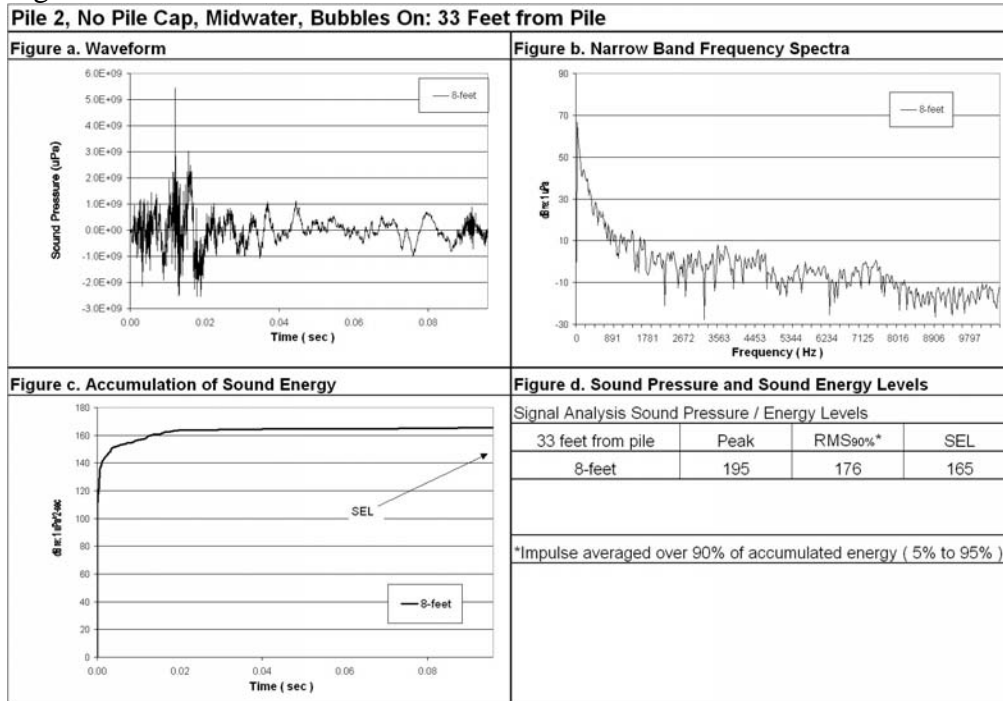 Pile 2, No Pile Cap, Midwater, Bubbles On: 33 Feet from Pile
Figure a. Waveform
6.0E+09
5.0E+09
4.0E+09
3.0E+09
2.0E+09
1.0E+09
0.0E+00
-1.0E+09
-2.0E+09
-3.0E+09
Sound Pressure (uPa)
8-feet
0.00 0.02 0.04 0.06 0.08
Time ( sec )
Figure b. Narrow Band Frequency Spectra
90
70
50
30
10
-10
-30
dB re: 1 uPa
8-feet
0 891 1781 2672 3563 4453 5344 6234 7125 8016 8906 9797
Frequency ( Hz )
Figure c. Accumulation of Sound Energy
180
160
140
120
100
80
60
40
20
0
dB re: 1 uPa^2-sec
SEL
8-feet
0.00 0.02 0.04 0.06 0.08
Time ( sec )
Figure d. Sound Pressure and Sound Energy Levels
Signal Analysis Sound Pressure / Energy Levels
33 feet from pile Peak RMS90%* SEL
8-feet 195 176 165
*Impulse averaged over 90% of accumulated energy ( 5% to 95% )